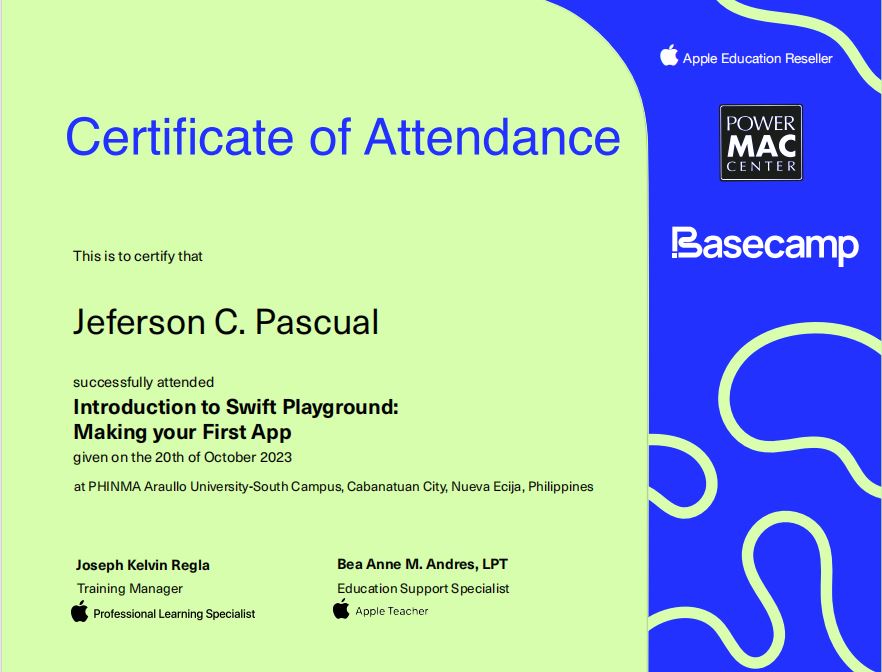 Apple Education Reseller
POWER
MAC
CENTER
Basecamp
Certificate of Attendance
This is to certify that
Jeferson C. Pascual
successfully attended
Introduction to Swift Playground:
Making your First App
given on the 20th of October 2023
at PHINMA Araullo University-South Campus, Cabanatuan City, Nueva Ecija, Philippines
Joseph Kelvin Regla
Training Manager
Professional Learning Specialist
Bea Anne M. Andres, LPT
Education Support Specialist
Apple Teacher